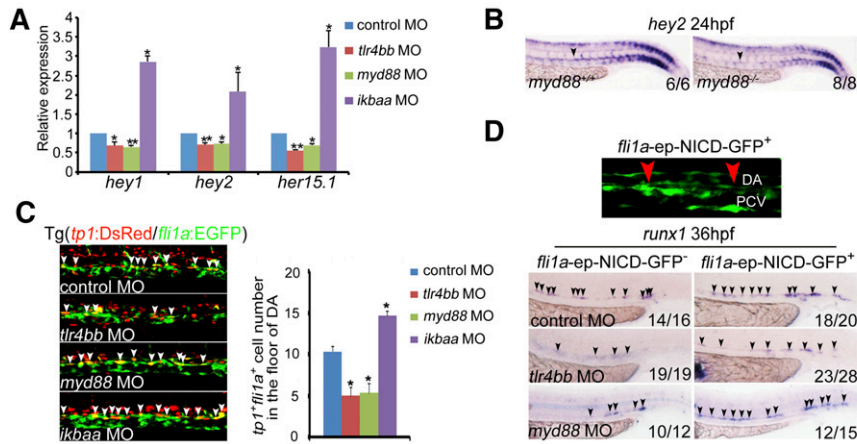 A
Relative expression
3.5
3
2.5
2
1.5
1
0.5
0
* ** *
** * *
** * *
hey1 hey2 her15.1
control MO
tlr4bb MO
myd88 MO
ikbaa MO
B
hey2 24hpf
myd88+/+ 6/6
myd88-/- 8/8
C
Tg(tp1:DsRed/fli1a:EGFP)
control MO
tlr4bb MO
myd88 MO
ikbaa MO
tp1+fli1a+ cell number
in the floor of DA
20
15
10
5
0
* * *
control MO
tlr4bb MO
myd88 MO
ikbaa MO
D
fli1a-ep-NICD-GFP+
DA
PCV
runx1 36hpf
fli1a-ep-NICD-GFP- fli1a-ep-NICD-GFP+
control MO 14/16 18/20
tlr4bb MO 19/19 23/28
myd88 MO 10/12 12/15